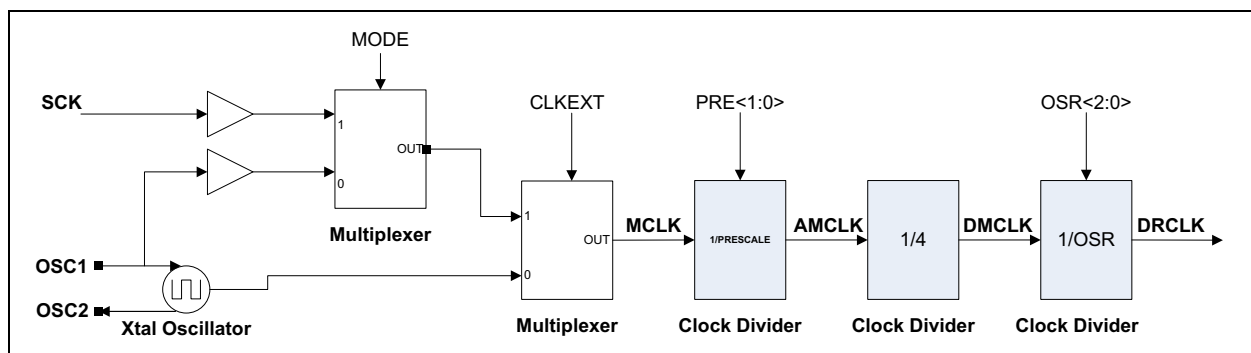 MODE
SCK
1
0
OUT
Multiplexer
CLKEXT
1
0
OUT
Multiplexer
OSC1
OSC2
Xtal Oscillator
MCLK
PRE<1:0>
1/PRESCALE
Clock Divider
AMCLK
1/4
Clock Divider
DMCLK
OSR<2:0>
1/OSR
Clock Divider
DRCLK